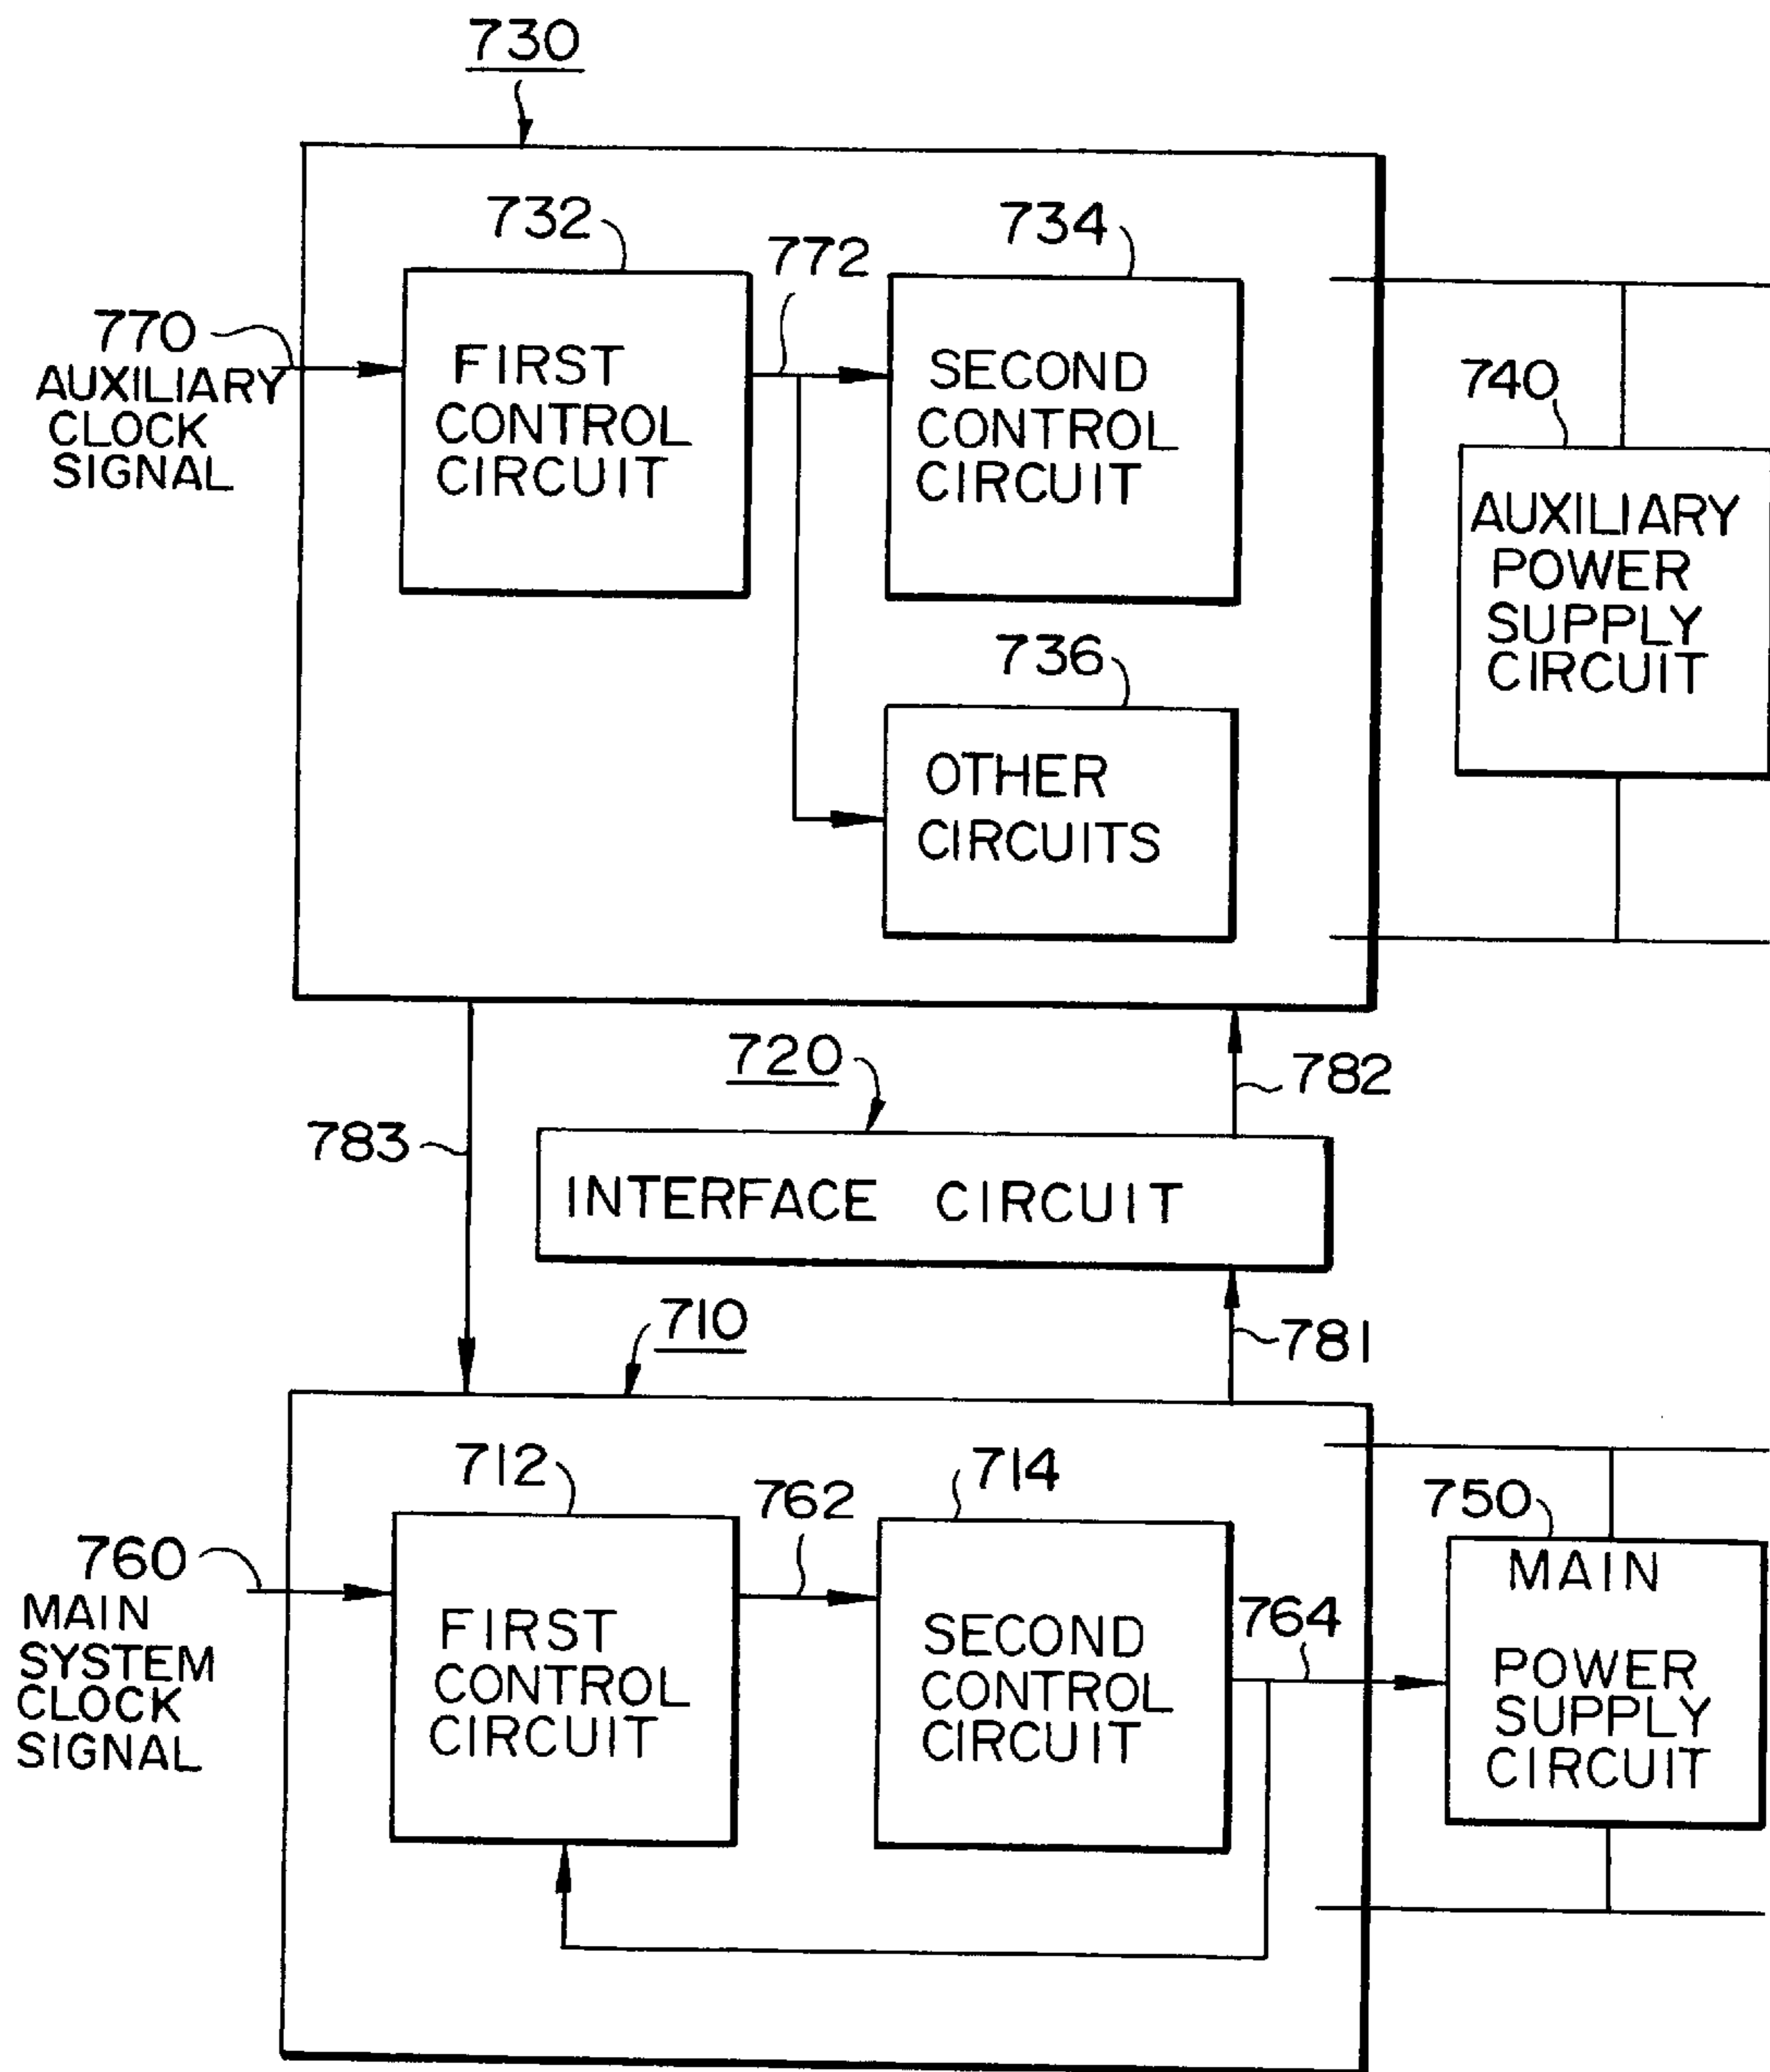 730
732
772
734
770
AUXILIARY
CLOCK
SIGNAL
FIRST
CONTROL
CIRCUIT
SECOND
CONTROL
CIRCUIT
740
AUXILIARY
POWER
SUPPLY
CIRCUIT
736
OTHER
CIRCUITS
720
782
783
INTERFACE CIRCUIT
710
781
712
762
714
750
760
MAIN
SYSTEM
CLOCK
SIGNAL
FIRST
CONTROL
CIRCUIT
SECOND
CONTROL
CIRCUIT
764
MAIN
POWER
SUPPLY
CIRCUIT